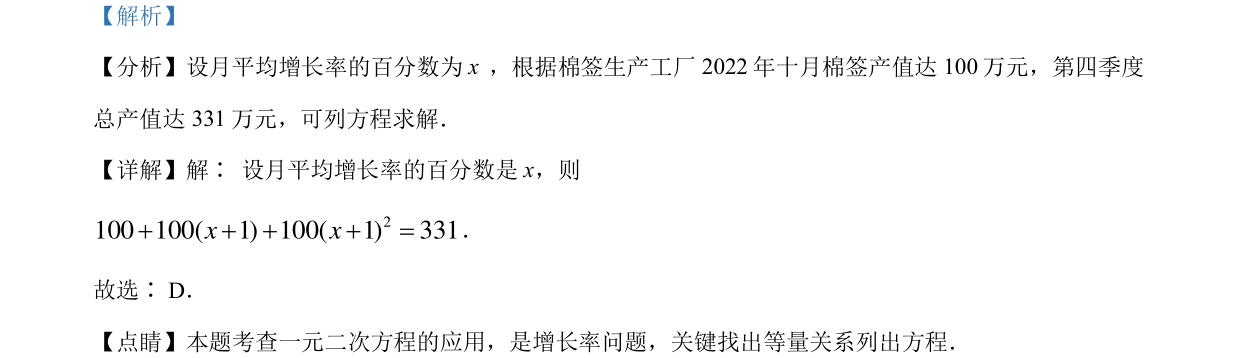 【解析】
【分析】设月平均增长率的百分数为 x ，根据棉签生产工厂 2022 年十月棉签产值达 100 万元，第四季度
总产值达 331 万元，可列方程求解．
【详解】解： 设月平均增长率的百分数是 x，则
100+100(x+1)+100(x+1)²=331．
故选： D．
【点睛】本题考查一元二次方程的应用，是增长率问题，关键找出等量关系列出方程．